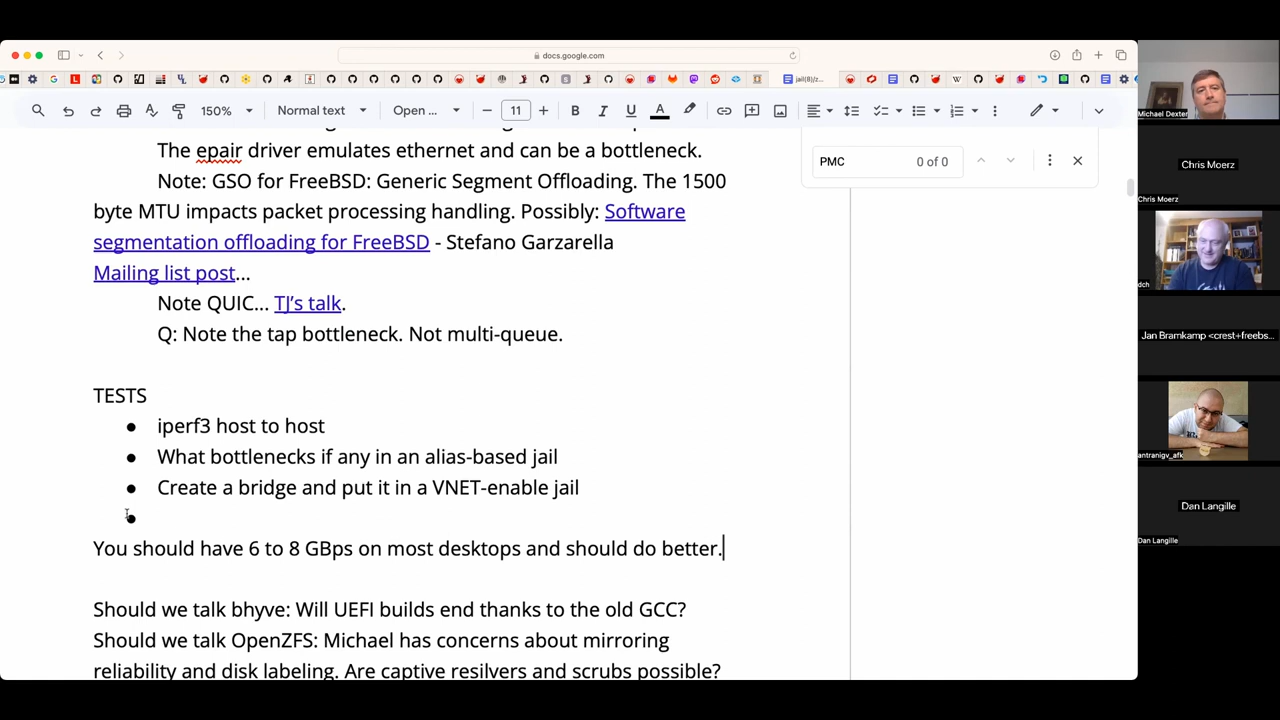 docs.google.com
jail(8)/z...
150%
Normal text
Open ...
11
PMC
0 of 0
The epair driver emulates ethernet and can be a bottleneck.
Note: GSO for FreeBSD: Generic Segment Offloading. The 1500
byte MTU impacts packet processing handling. Possibly: Software
segmentation offloading for FreeBSD - Stefano Garzarella
Mailing list post...
Note QUIC... TJ's talk.
Q: Note the tap bottleneck. Not multi-queue.
TESTS
● iperf3 host to host
● What bottlenecks if any in an alias-based jail
● Create a bridge and put it in a VNET-enable jail
●
You should have 6 to 8 GBps on most desktops and should do better.
Should we talk bhyve: Will UEFI builds end thanks to the old GCC?
Should we talk OpenZFS: Michael has concerns about mirroring
reliability and disk labeling. Are captive resilvers and scrubs possible?
Michael Dexter
Chris Moerz
Chris Moerz
dch
Jan Bramkamp <crest+freebs...
antranigv_afk
Dan Langille
Dan Langille